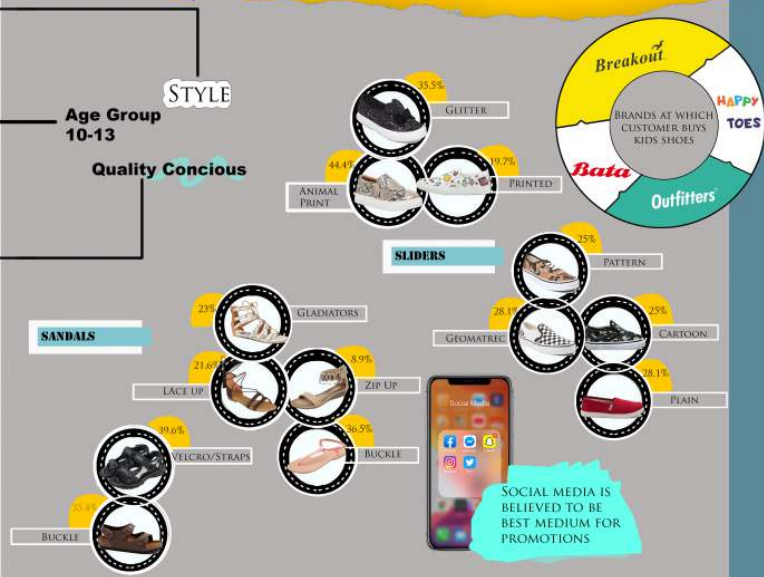 STYLE
Age Group
10-13
Quality Concious
35.5%
GLITTER
44.4%
ANIMAL
PRINT
19.7%
PRINTED
Breakout
HAPPY
TOES
Bata
Outfitters
BRANDS AT WHICH
CUSTOMER BUYS
KIDS SHOES
SLIDERS
25%
PATTERN
28.1%
GEOMATREC
25%
CARTOON
28.1%
PLAIN
SANDALS
23%
GLADIATORS
21.6%
LACE UP
8.9%
ZIP UP
36.5%
BUCKLE
39.6%
VELCRO/STRAPS
35.4%
BUCKLE
Social Media
SOCIAL MEDIA IS
BELIEVED TO BE
BEST MEDIUM FOR
PROMOTIONS